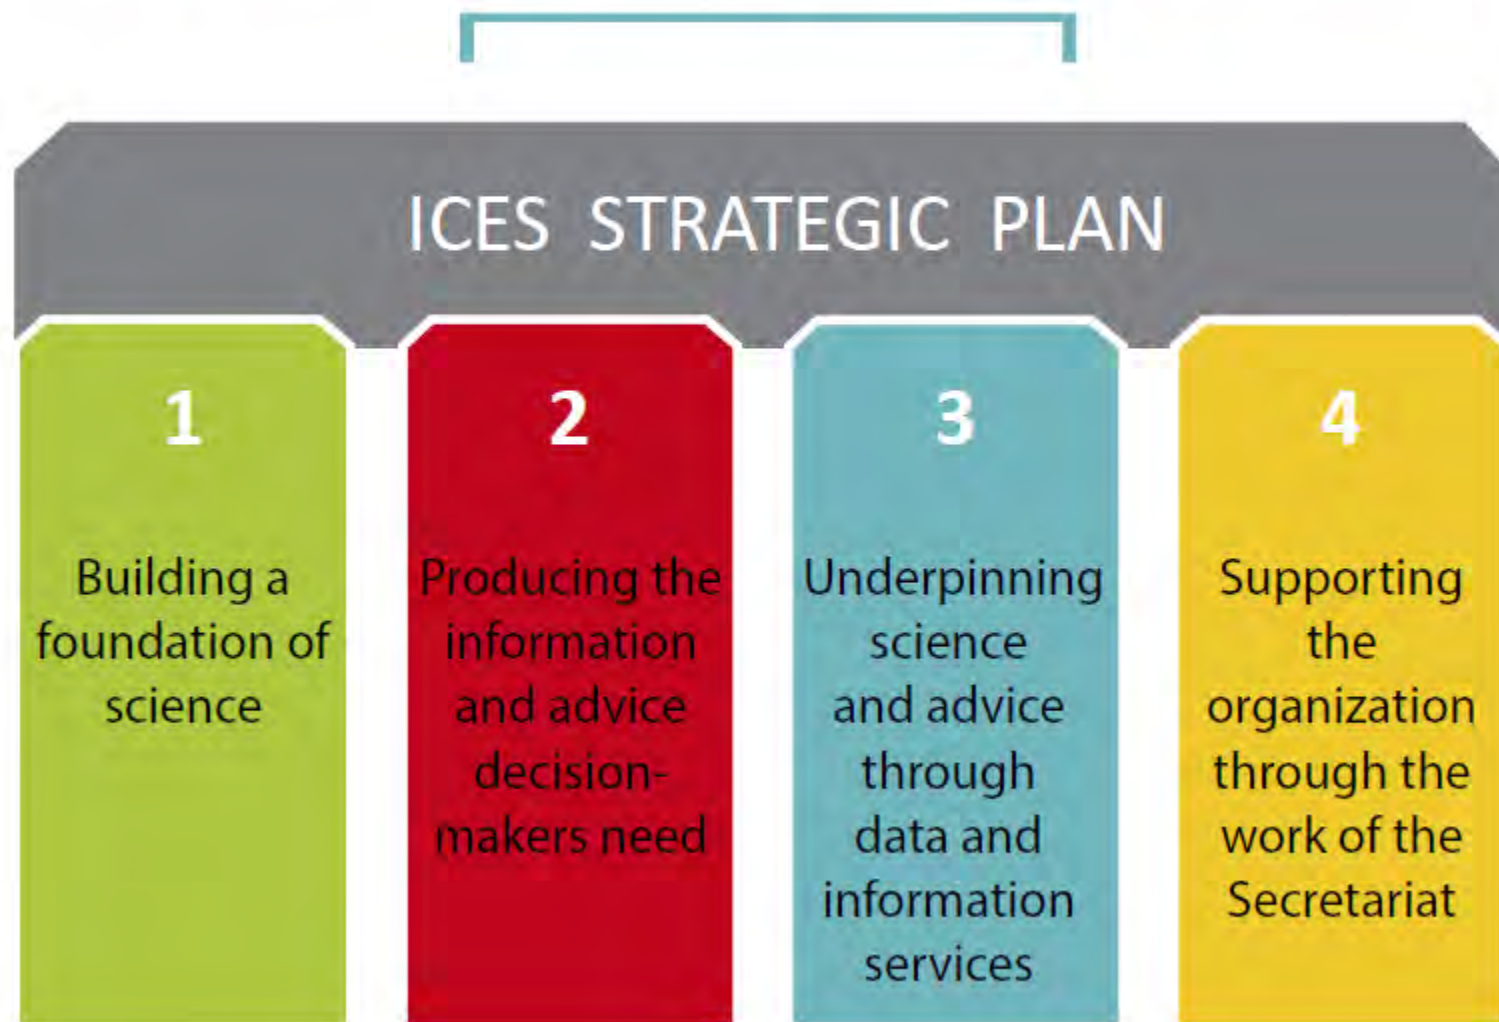 ICES STRATEGIC PLAN
1
Building a
foundation of
science
2
Producing the
information
and advice
decision-
makers need
3
Underpinning
science
and advice
through
data and
information
services
4
Supporting
the
organization
through the
work of the
Secretariat